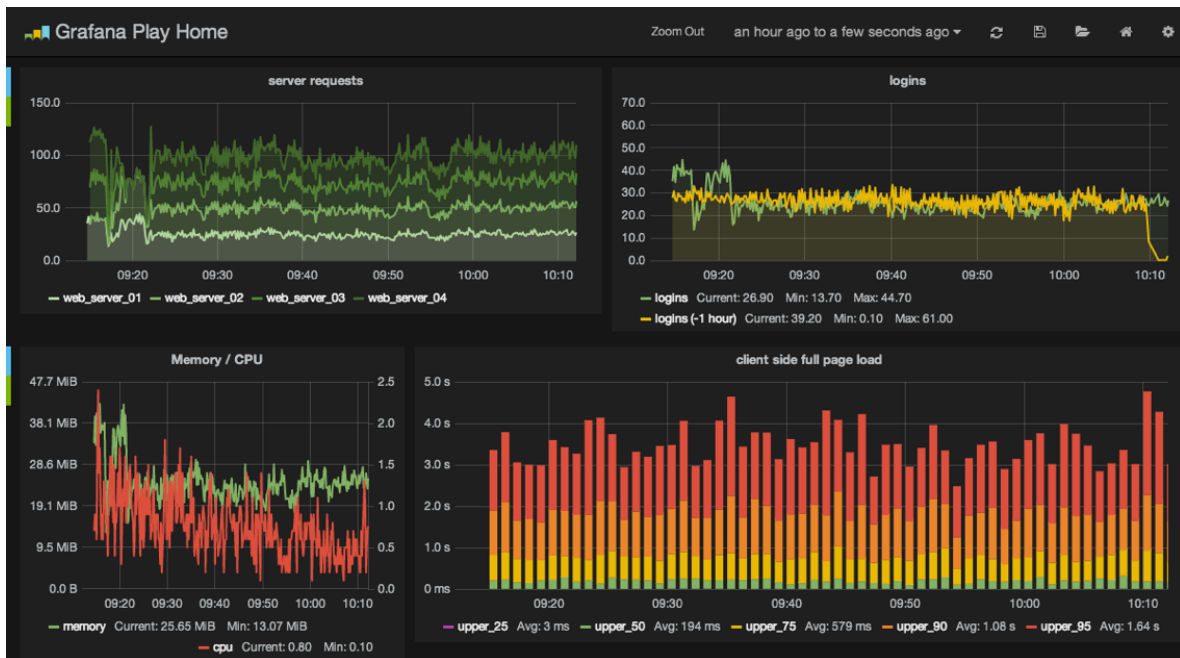 Grafana Play Home
Zoom Out an hour ago to a few seconds ago
server requests
150.0
100.0
50.0
0.0
09:20 09:30 09:40 09:50 10:00 10:10
web_server_01 web_server_02 web_server_03 web_server_04
logins
70.0
60.0
50.0
40.0
30.0
20.0
10.0
0.0
09:20 09:30 09:40 09:50 10:00 10:10
logins Current: 26.90 Min: 13.70 Max: 44.70
logins (-1 hour) Current: 39.20 Min: 0.10 Max: 61.00
Memory / CPU
47.7 MiB 2.5
38.1 MiB 2.0
28.6 MiB 1.5
19.1 MiB 1.0
9.5 MiB 0.5
0.0 B 0.0
09:20 09:30 09:40 09:50 10:00 10:10
memory Current: 25.65 MiB Min: 13.07 MiB
cpu Current: 0.80 Min: 0.10
client side full page load
5.0 s
4.0 s
3.0 s
2.0 s
1.0 s
0 ms
09:20 09:30 09:40 09:50 10:00 10:10
upper_25 Avg: 3 ms upper_50 Avg: 194 ms upper_75 Avg: 579 ms upper_90 Avg: 1.08 s upper_95 Avg: 1.64 s